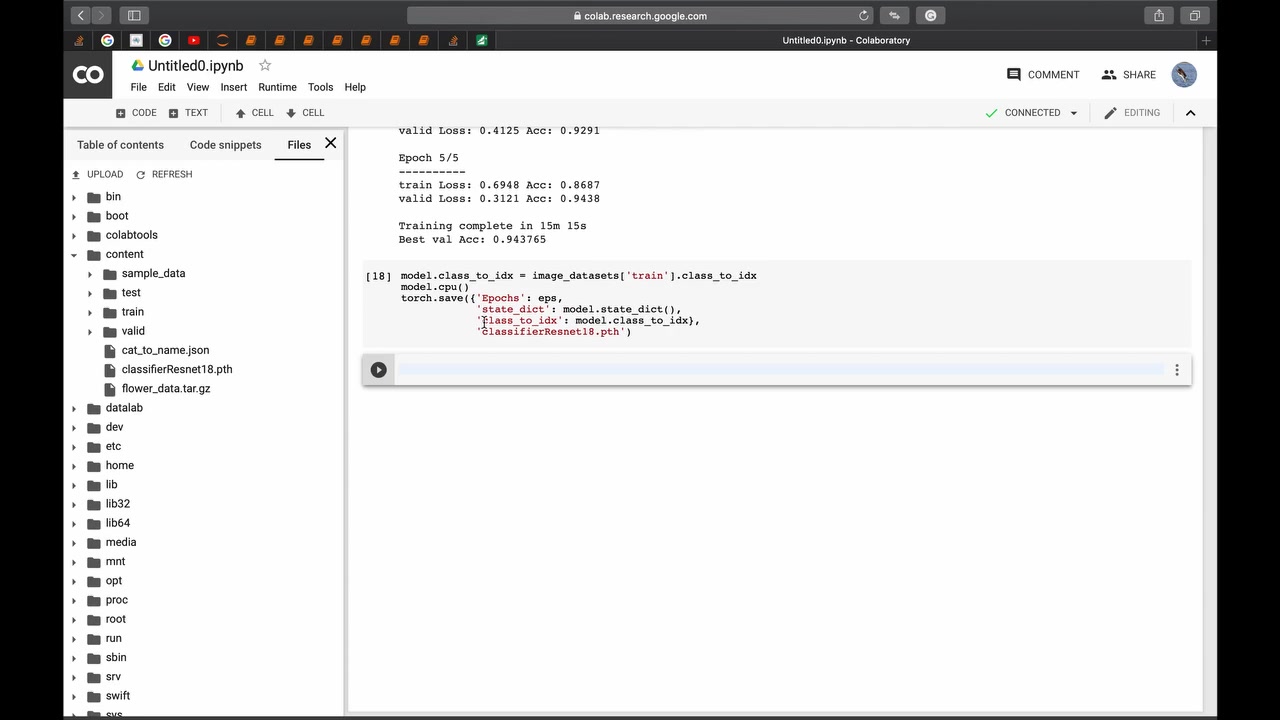 colab.research.google.com
Untitled0.ipynb - Colaboratory
CO
Untitled0.ipynb
File Edit View Insert Runtime Tools Help
COMMENT SHARE
CODE TEXT CELL CELL
CONNECTED EDITING
Table of contents Code snippets Files
UPLOAD REFRESH
bin
boot
colabtools
content
sample_data
test
train
valid
cat_to_name.json
classifierResnet18.pth
flower_data.tar.gz
datalab
dev
etc
home
lib
lib32
lib64
media
mnt
opt
proc
root
run
sbin
srv
swift
sys
valid Loss: 0.4125 Acc: 0.9291
Epoch 5/5
----------
train Loss: 0.6948 Acc: 0.8687
valid Loss: 0.3121 Acc: 0.9438
Training complete in 15m 15s
Best val Acc: 0.943765
[18] model.class_to_idx = image_datasets['train'].class_to_idx
model.cpu()
torch.save({'Epochs': eps,
'state_dict': model.state_dict(),
'class_to_idx': model.class_to_idx},
'classifierResnet18.pth')